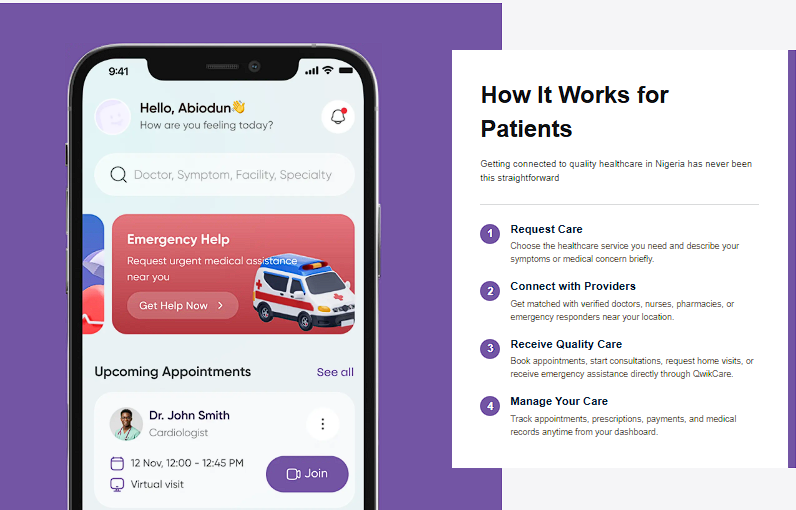 9:41
Hello, Abiodun👋
How are you feeling today?
Doctor, Symptom, Facility, Specialty
Emergency Help
Request urgent medical assistance
near you
Get Help Now
Upcoming Appointments See all
Dr. John Smith
Cardiologist
12 Nov, 12:00 - 12:45 PM
Virtual visit
Join
How It Works for
Patients
Getting connected to quality healthcare in Nigeria has never been
this straightforward
1 Request Care
Choose the healthcare service you need and describe your
symptoms or medical concern briefly.
2 Connect with Providers
Get matched with verified doctors, nurses, pharmacies, or
emergency responders near your location.
3 Receive Quality Care
Book appointments, start consultations, request home visits, or
receive emergency assistance directly through QwikCare.
4 Manage Your Care
Track appointments, prescriptions, payments, and medical
records anytime from your dashboard.